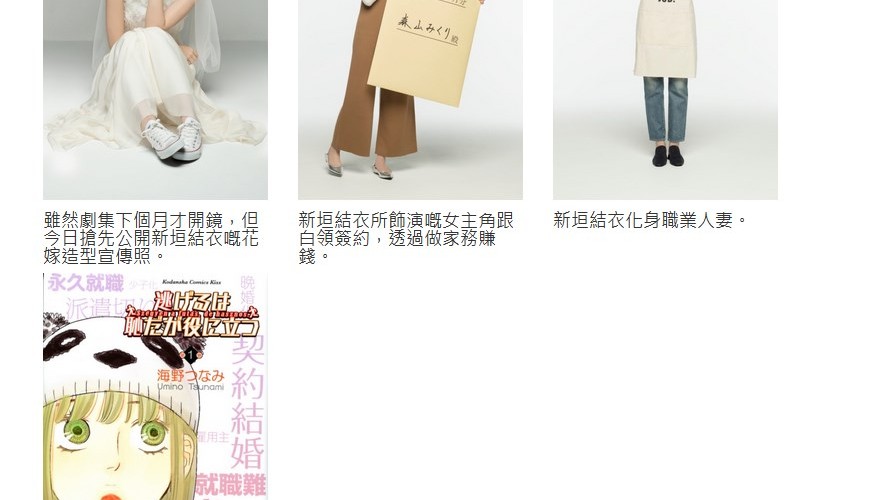 森山みくり殿
雖然劇集下個月才開鏡，但
今日搶先公開新垣結衣嘅花
嫁造型宣傳照。
新垣結衣所飾演嘅女主角跟
白領簽約，透過做家務賺
錢。
新垣結衣化身職業人妻。
永久就職
Kodansha Comics Kiss
晩婚
派遣切り
逃げるは
恥だが役に立つ
1
海野つなみ
Umino Tsunami
契約結婚
雇用主
就職難